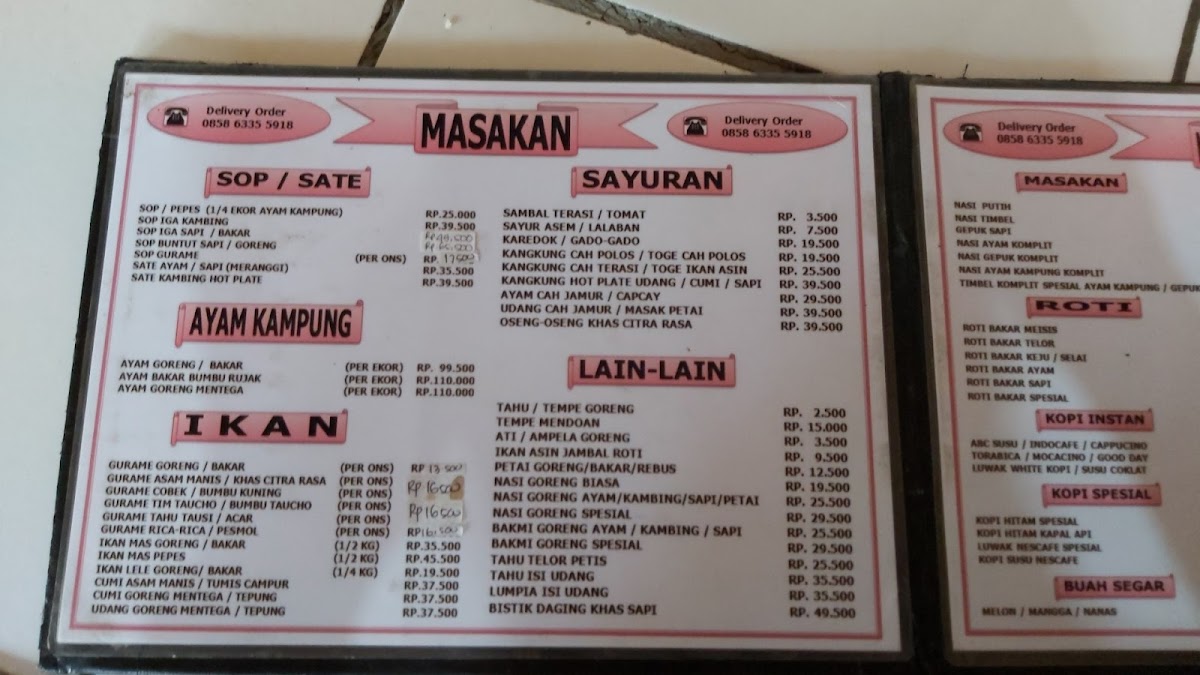 Delivery Order
0858 6335 5918
MASAKAN
Delivery Order
0858 6335 5918
SOP / SATE
SOP / PEPES (1/4 EKOR AYAM KAMPUNG) RP.25.000
SOP IGA KAMBING RP.39.500
SOP IGA SAPI / BAKAR
SOP BUNTUT SAPI / GORENG
SOP GURAME (PER ONS) RP. 17500
SATE AYAM / SAPI (MERANGGI) RP.35.500
SATE KAMBING HOT PLATE RP.39.500
AYAM KAMPUNG
AYAM GORENG / BAKAR (PER EKOR) RP. 99.500
AYAM BAKAR BUMBU RUJAK (PER EKOR) RP.110.000
AYAM GORENG MENTEGA (PER EKOR) RP.110.000
IKAN
GURAME GORENG / BAKAR (PER ONS) RP 13.500
GURAME ASAM MANIS / KHAS CITRA RASA (PER ONS) Rp 16500
GURAME COBEK / BUMBU KUNING (PER ONS)
GURAME TIM TAUCHO / BUMBU TAUCHO (PER ONS) Rp 16500
GURAME TAHU TAUSI / ACAR (PER ONS)
GURAME RICA-RICA / PESMOL (PER ONS) RP 16.500
IKAN MAS GORENG / BAKAR (1/2 KG) RP.35.500
IKAN MAS PEPES (1/2 KG) RP.45.500
IKAN LELE GORENG/ BAKAR (1/4 KG) RP.19.500
CUMI ASAM MANIS / TUMIS CAMPUR RP.37.500
CUMI GORENG MENTEGA / TEPUNG RP.37.500
UDANG GORENG MENTEGA / TEPUNG RP.37.500
SAYURAN
SAMBAL TERASI / TOMAT RP. 3.500
SAYUR ASEM / LALABAN RP. 7.500
KAREDOK / GADO-GADO RP. 19.500
KANGKUNG CAH POLOS / TOGE CAH POLOS RP. 19.500
KANGKUNG CAH TERASI / TOGE IKAN ASIN RP. 25.500
KANGKUNG HOT PLATE UDANG / CUMI / SAPI RP. 39.500
AYAM CAH JAMUR / CAPCAY RP. 29.500
UDANG CAH JAMUR / MASAK PETAI RP. 39.500
OSENG-OSENG KHAS CITRA RASA RP. 39.500
LAIN-LAIN
TAHU / TEMPE GORENG RP. 2.500
TEMPE MENDOAN RP. 15.000
ATI / AMPELA GORENG RP. 3.500
IKAN ASIN JAMBAL ROTI RP. 9.500
PETAI GORENG/BAKAR/REBUS RP. 12.500
NASI GORENG BIASA RP. 19.500
NASI GORENG AYAM/KAMBING/SAPI/PETAI RP. 25.500
NASI GORENG SPESIAL RP. 29.500
BAKMI GORENG AYAM / KAMBING / SAPI RP. 25.500
BAKMI GORENG SPESIAL RP. 29.500
TAHU TELOR PETIS RP. 25.500
TAHU ISI UDANG RP. 35.500
LUMPIA ISI UDANG RP. 35.500
BISTIK DAGING KHAS SAPI RP. 49.500
Delivery Order
0858 6335 5918
MASAKAN
NASI PUTIH
NASI TIMBEL
GEPUK SAPI
NASI AYAM KOMPLIT
NASI GEPUK KOMPLIT
NASI AYAM KAMPUNG KOMPLIT
TIMBEL KOMPLIT SPESIAL AYAM KAMPUNG / GEPUK
ROTI
ROTI BAKAR MEISIS
ROTI BAKAR TELOR
ROTI BAKAR KEJU / SELAI
ROTI BAKAR AYAM
ROTI BAKAR SAPI
ROTI BAKAR SPESIAL
KOPI INSTAN
ABC SUSU / INDOCAFE / CAPPUCINO
TORABICA / MOCACINO / GOOD DAY
LUWAK WHITE KOPI / SUSU COKLAT
KOPI SPESIAL
KOPI HITAM SPESIAL
KOPI HITAM KAPAL API
LUWAK NESCAFE SPESIAL
KOPI SUSU NESCAFE
BUAH SEGAR
MELON / MANGGA / NANAS